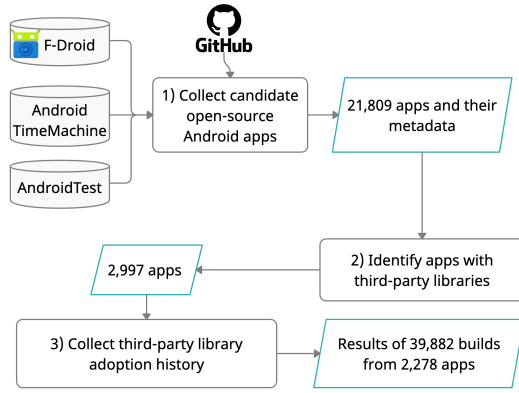 F-Droid
GitHub
Android
TimeMachine
AndroidTest
1) Collect candidate
open-source
Android apps
21,809 apps and their
metadata
2) Identify apps with
third-party libraries
2,997 apps
3) Collect third-party library
adoption history
Results of 39,882 builds
from 2,278 apps